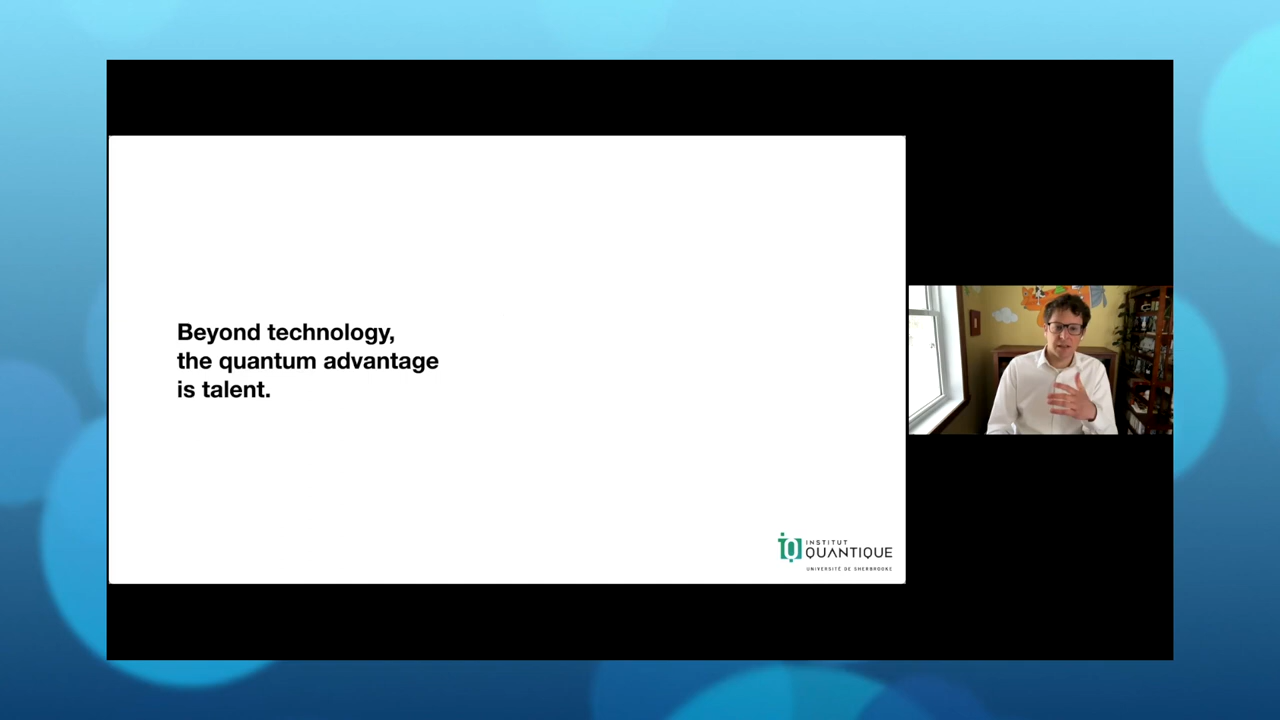 Beyond technology,
the quantum advantage
is talent.
INSTITUT
QUANTIQUE
UNIVERSITÉ DE SHERBROOKE